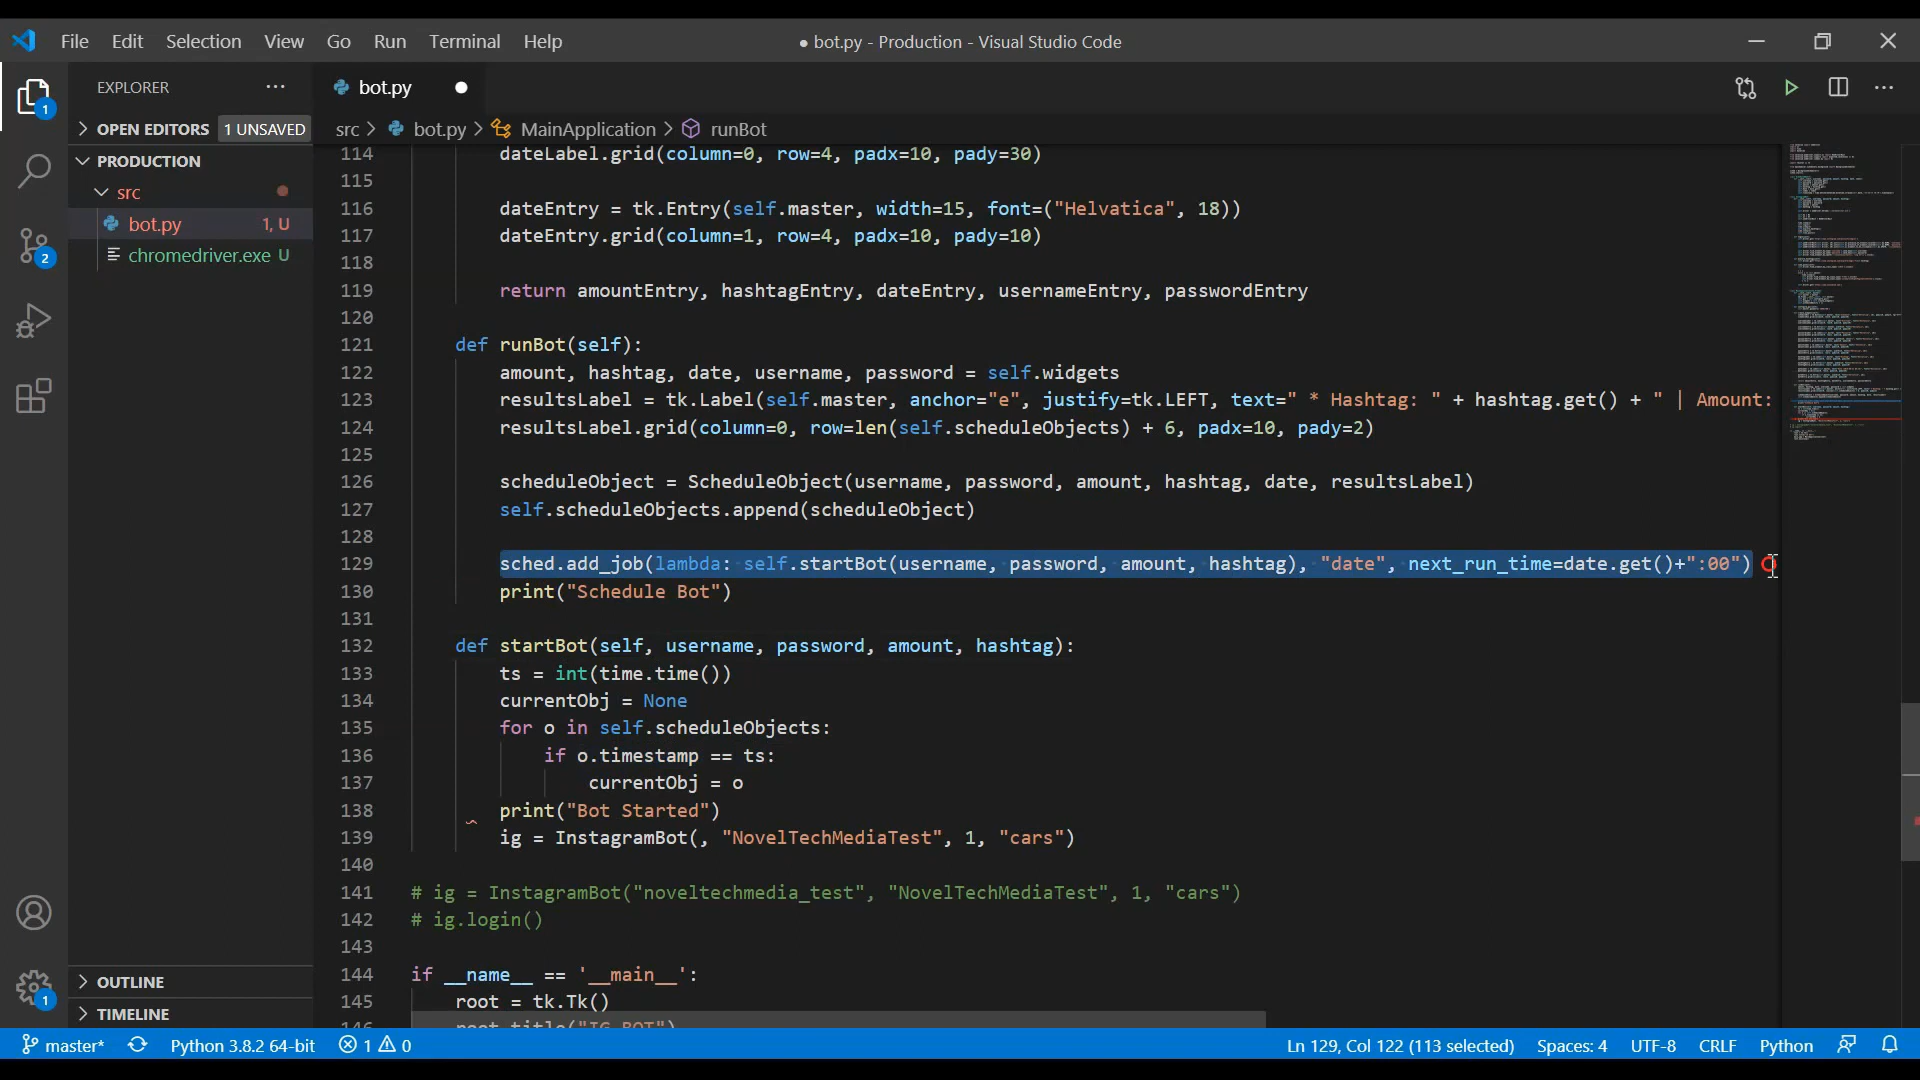 File Edit Selection View Go Run Terminal Help
● bot.py - Production - Visual Studio Code
EXPLORER
bot.py
OPEN EDITORS 1 UNSAVED
src > bot.py > MainApplication > runBot
PRODUCTION
src
bot.py 1, U
chromedriver.exe U
114 dateLabel.grid(column=0, row=4, padx=10, pady=30)
115
116 dateEntry = tk.Entry(self.master, width=15, font=("Helvatica", 18))
117 dateEntry.grid(column=1, row=4, padx=10, pady=10)
118
119 return amountEntry, hashtagEntry, dateEntry, usernameEntry, passwordEntry
120
121 def runBot(self):
122 amount, hashtag, date, username, password = self.widgets
123 resultsLabel = tk.Label(self.master, anchor="e", justify=tk.LEFT, text=" * Hashtag: " + hashtag.get() + " | Amount:
124 resultsLabel.grid(column=0, row=len(self.scheduleObjects) + 6, padx=10, pady=2)
125
126 scheduleObject = ScheduleObject(username, password, amount, hashtag, date, resultsLabel)
127 self.scheduleObjects.append(scheduleObject)
128
129 sched.add_job(lambda: self.startBot(username, password, amount, hashtag), "date", next_run_time=date.get()+":00")
130 print("Schedule Bot")
131
132 def startBot(self, username, password, amount, hashtag):
133 ts = int(time.time())
134 currentObj = None
135 for o in self.scheduleObjects:
136 if o.timestamp == ts:
137 currentObj = o
138 print("Bot Started")
139 ig = InstagramBot(, "NovelTechMediaTest", 1, "cars")
140
141 # ig = InstagramBot("noveltechmedia_test", "NovelTechMediaTest", 1, "cars")
142 # ig.login()
143
144 if __name__ == '__main__':
145 root = tk.Tk()
OUTLINE
TIMELINE
1
2
1
master* Python 3.8.2 64-bit 1 0
Ln 129, Col 122 (113 selected) Spaces: 4 UTF-8 CRLF Python